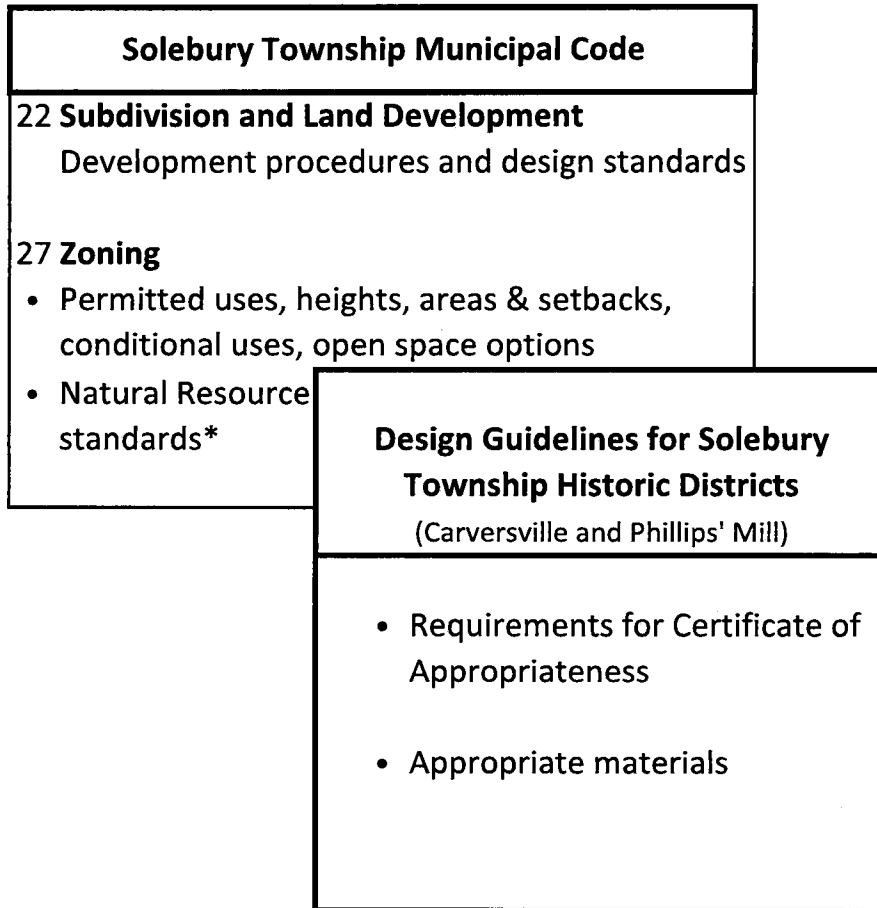 Solebury Township Municipal Code
22 Subdivision and Land Development
Development procedures and design standards
27 Zoning
• Permitted uses, heights, areas & setbacks,
conditional uses, open space options
• Natural Resource
standards*
Design Guidelines for Solebury
Township Historic Districts
(Carversville and Phillips' Mill)
• Requirements for Certificate of
Appropriateness
• Appropriate materials